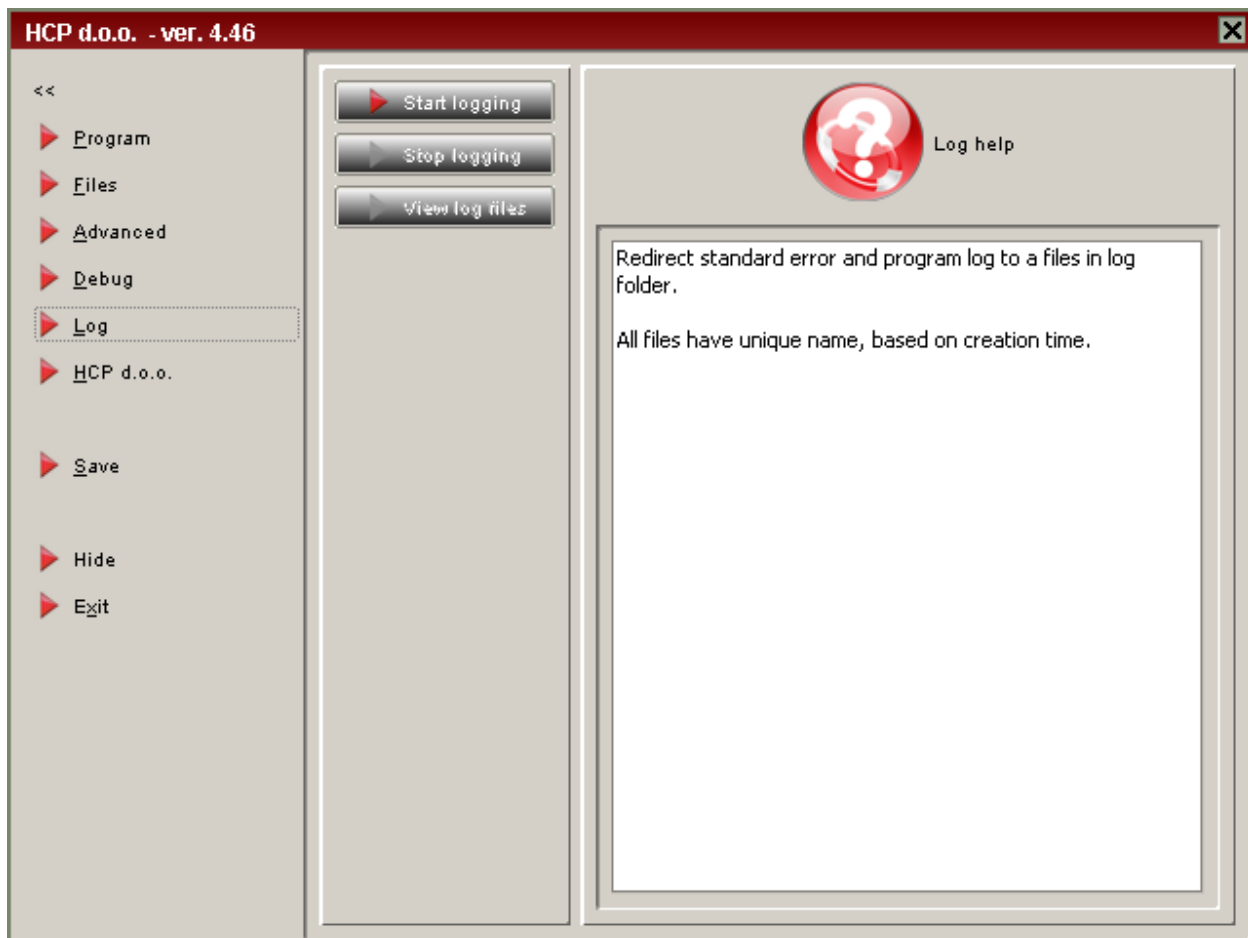 HCP d.o.o. - ver. 4.46
<<
Program
Files
Advanced
Debug
Log
HCP d.o.o.
Save
Hide
Exit
Start logging
Stop logging
View log files
Log help
Redirect standard error and program log to a files in log
folder.
All files have unique name, based on creation time.